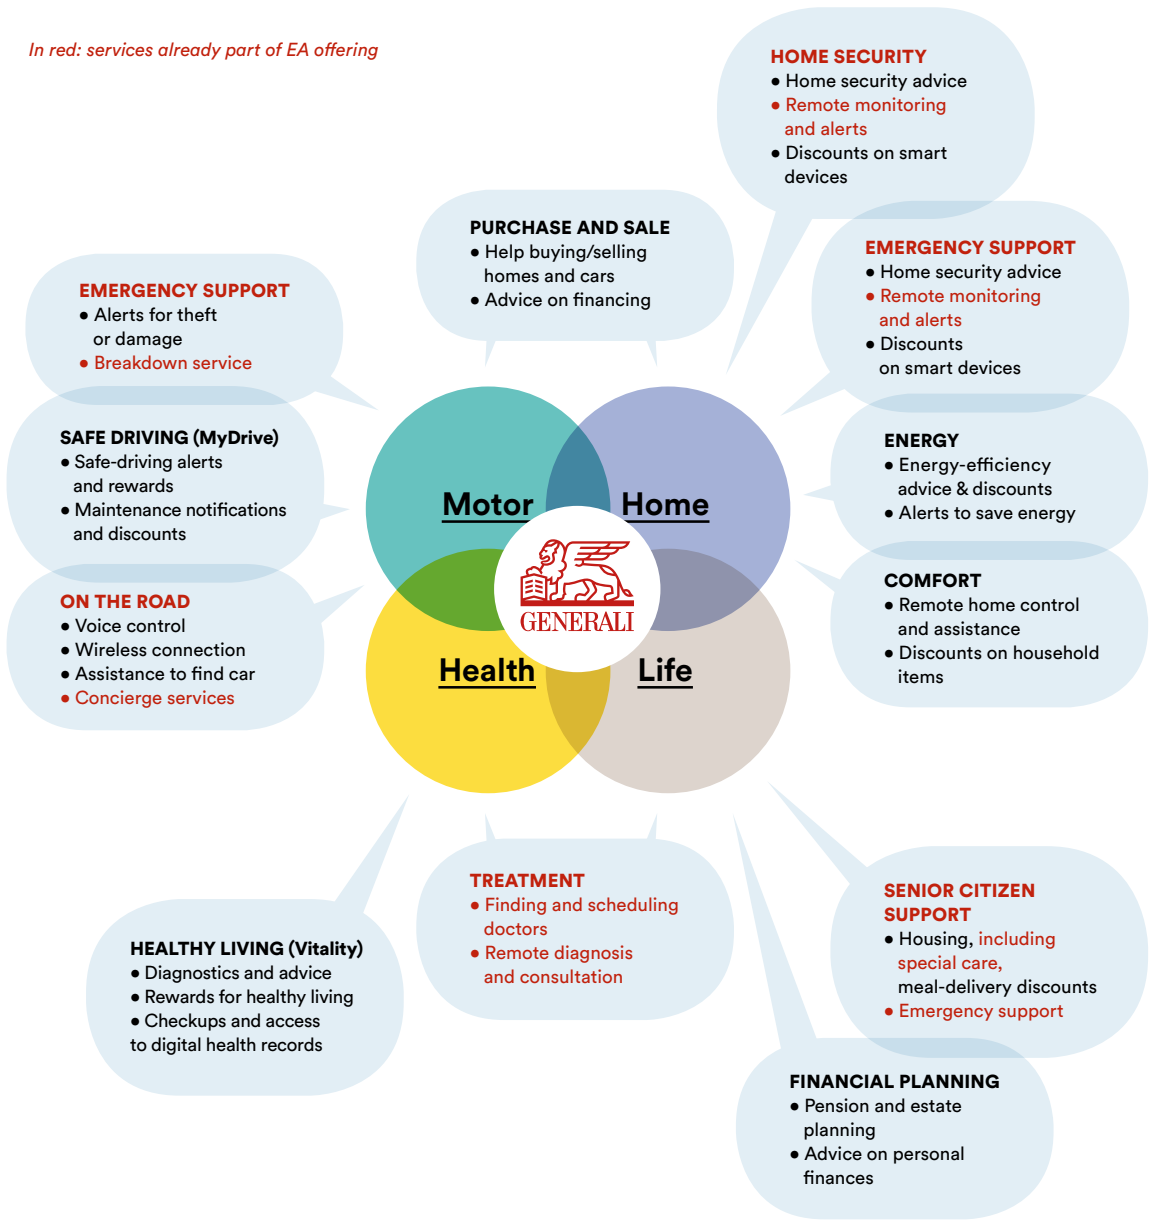 In red: services already part of EA offering
HOME SECURITY
● Home security advice
● Remote monitoring
and alerts
● Discounts on smart
devices
PURCHASE AND SALE
● Help buying/selling
homes and cars
● Advice on financing
EMERGENCY SUPPORT
● Home security advice
● Remote monitoring
and alerts
● Discounts
on smart devices
EMERGENCY SUPPORT
● Alerts for theft
or damage
● Breakdown service
SAFE DRIVING (MyDrive)
● Safe-driving alerts
and rewards
● Maintenance notifications
and discounts
ENERGY
● Energy-efficiency
advice & discounts
● Alerts to save energy
Motor
Home
GENERALI
Health
Life
ON THE ROAD
● Voice control
● Wireless connection
● Assistance to find car
● Concierge services
COMFORT
● Remote home control
and assistance
● Discounts on household
items
HEALTHY LIVING (Vitality)
● Diagnostics and advice
● Rewards for healthy living
● Checkups and access
to digital health records
TREATMENT
● Finding and scheduling
doctors
● Remote diagnosis
and consultation
SENIOR CITIZEN
SUPPORT
● Housing, including
special care,
meal-delivery discounts
● Emergency support
FINANCIAL PLANNING
● Pension and estate
planning
● Advice on personal
finances